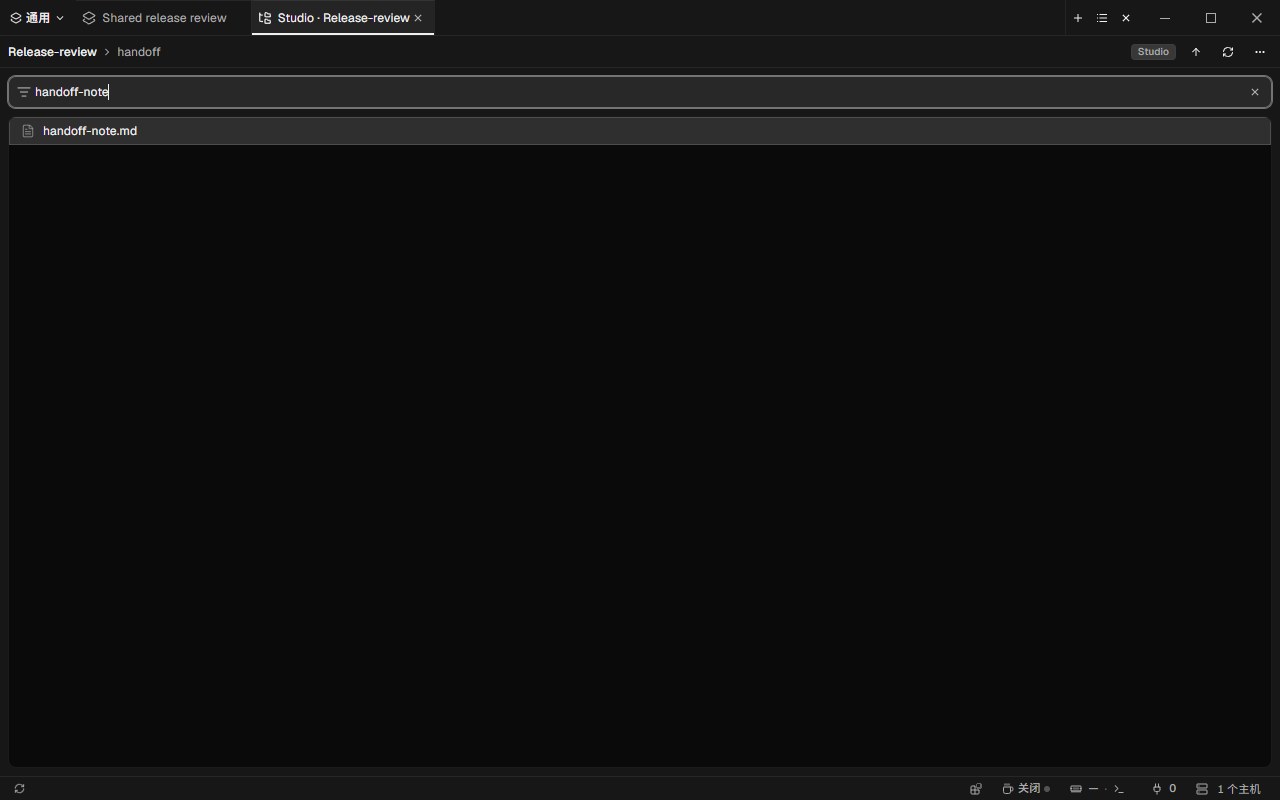 通用
Shared release review
Studio · Release-review
Release-review > handoff
Studio
handoff-note
handoff-note.md
关闭
0
1 个主机